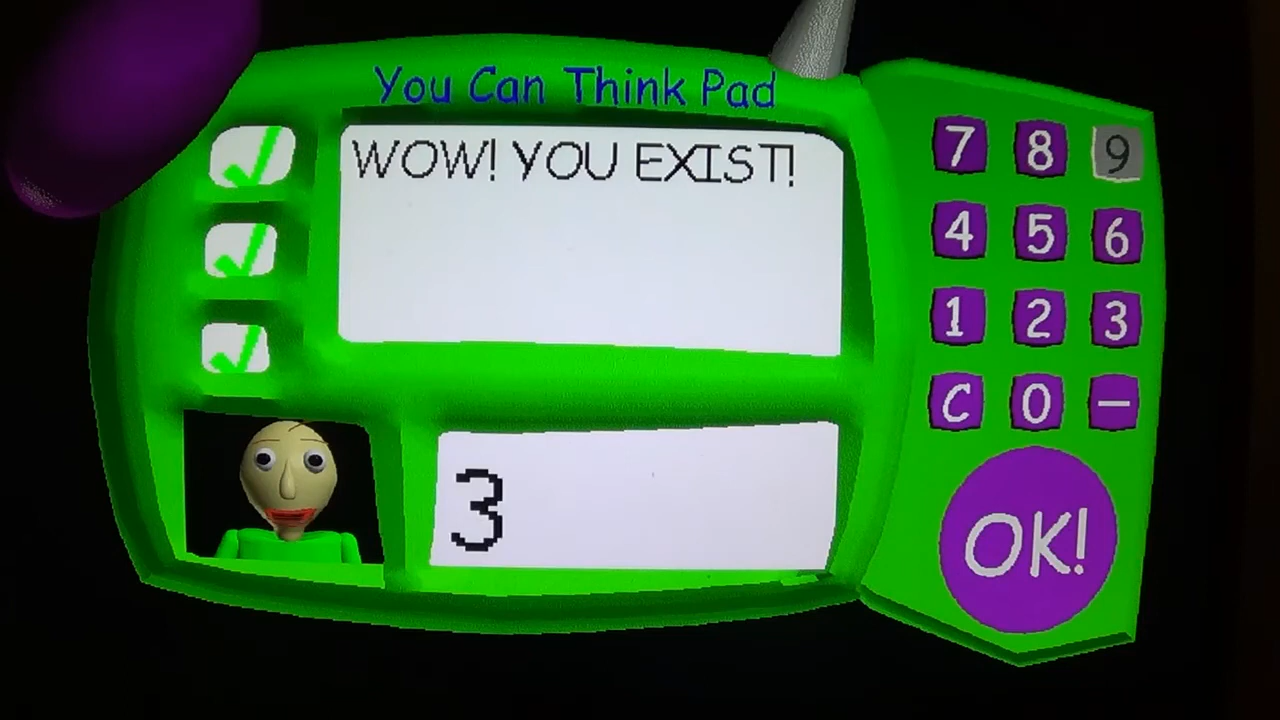 You Can Think Pad
WOW! YOU EXIST!
3
7 8 9
4 5 6
1 2 3
C 0 −
OK!